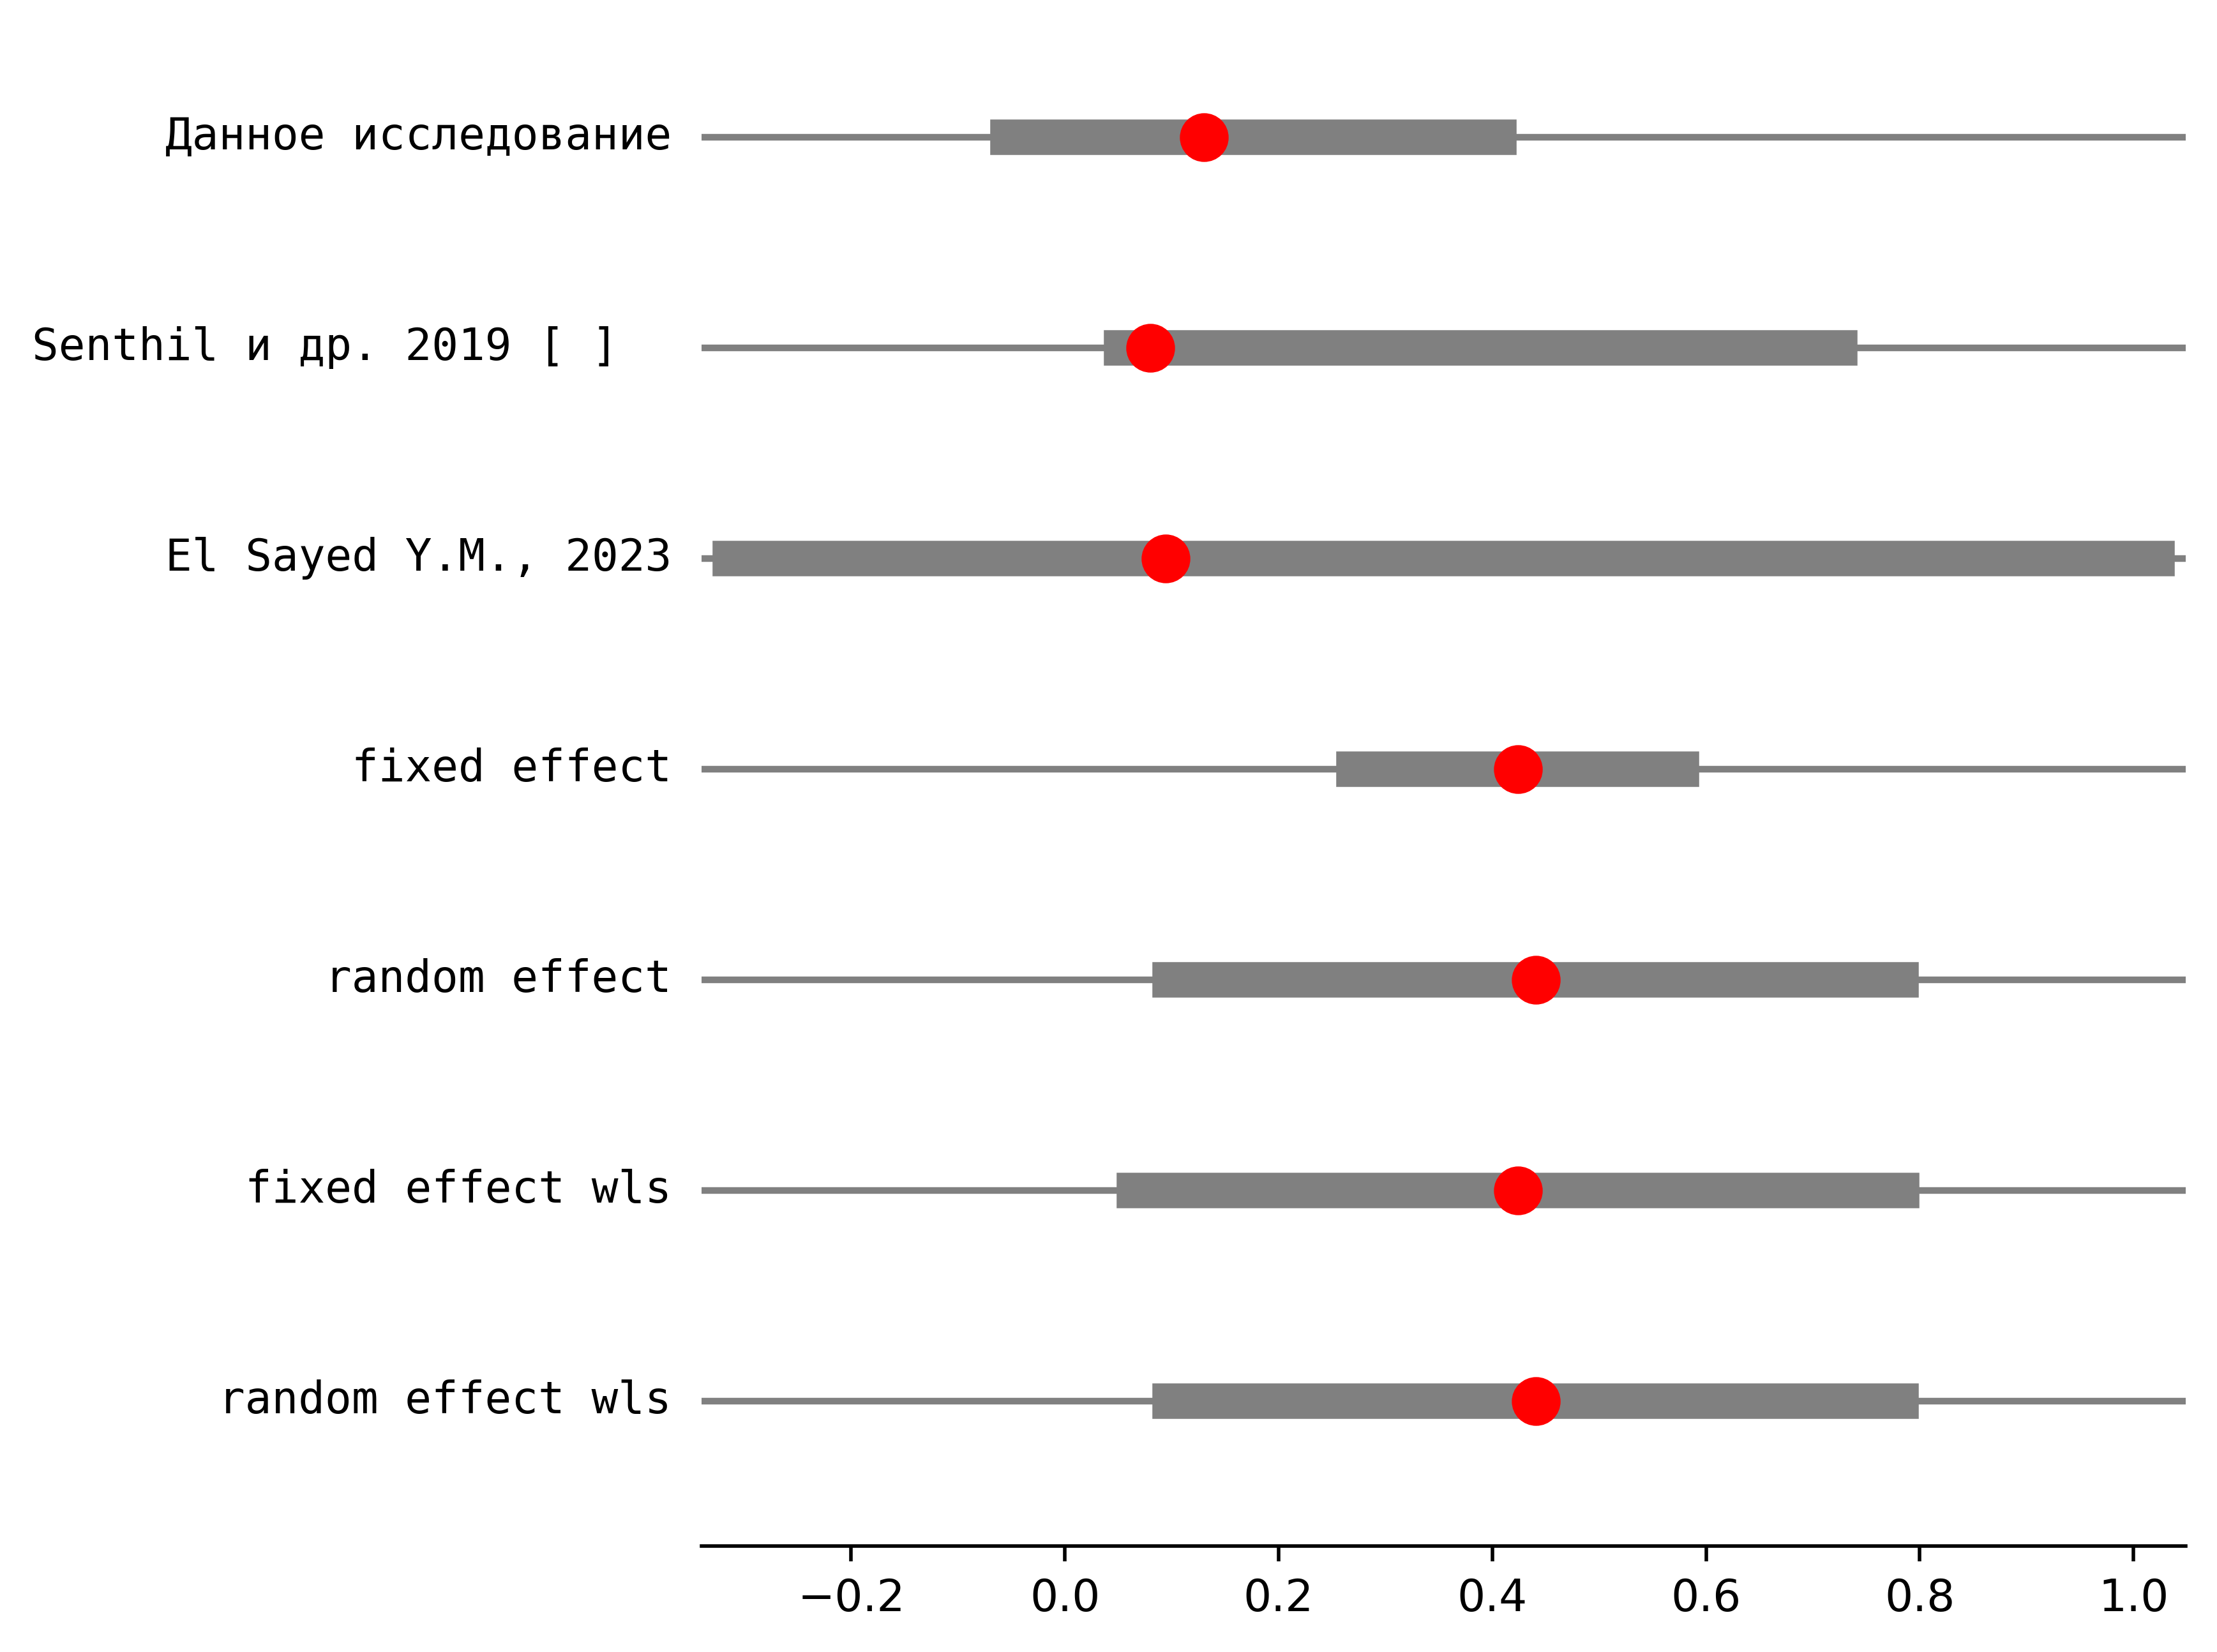 Данное исследование
Senthil и др. 2019 [ ]
El Sayed Y.M., 2023
fixed effect
random effect
fixed effect wls
random effect wls
−0.2 0.0 0.2 0.4 0.6 0.8 1.0